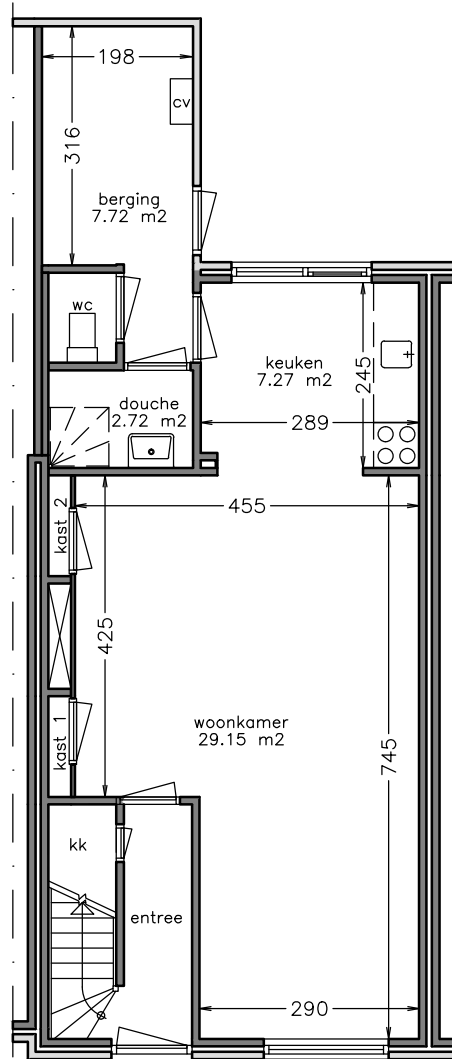 198
cv
316
berging
7.72 m2
wc
keuken
7.27 m2
245
douche
2.72 m2
289
kast 2
455
425
kast 1
woonkamer
29.15 m2
745
kk
entree
290